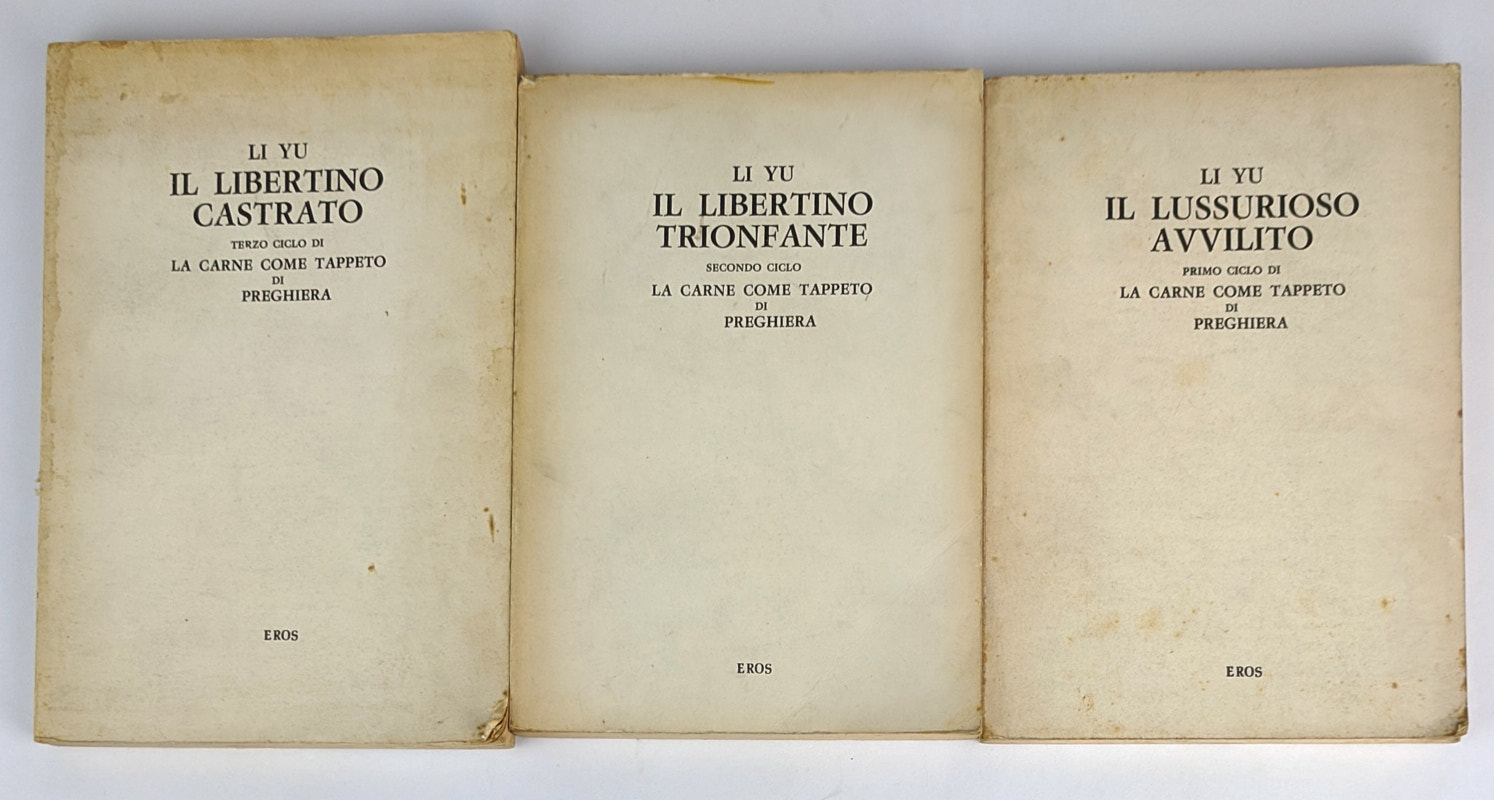 LI YU
IL LIBERTINO
CASTRATO
TERZO CICLO DI
LA CARNE COME TAPPETO
DI
PREGHIERA
EROS
LI YU
IL LIBERTINO
TRIONFANTE
SECONDO CICLO
LA CARNE COME TAPPETO
DI
PREGHIERA
EROS
LI YU
IL LUSSURIOSO
AVVILITO
PRIMO CICLO DI
LA CARNE COME TAPPETO
DI
PREGHIERA
EROS